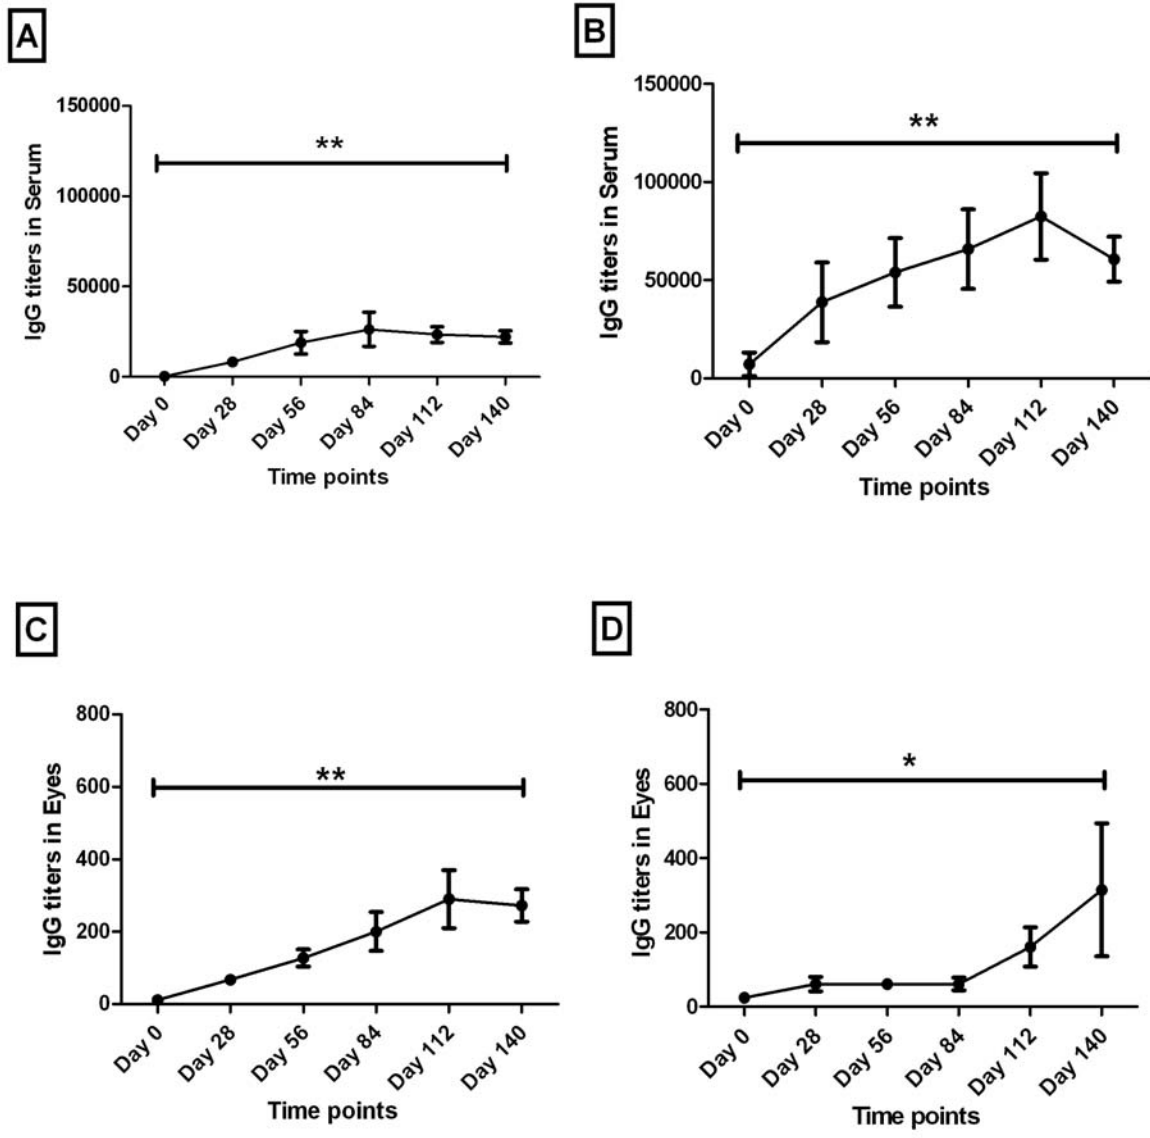 A
150000
100000
50000
0
IgG titers in Serum
**
Day 0
Day 28
Day 56
Day 84
Day 112
Day 140
Time points
B
150000
100000
50000
0
IgG titers in Serum
**
Day 0
Day 28
Day 56
Day 84
Day 112
Day 140
Time points
C
800
600
400
200
0
IgG titers in Eyes
**
Day 0
Day 28
Day 56
Day 84
Day 112
Day 140
Time points
D
800
600
400
200
0
IgG titers in Eyes
*
Day 0
Day 28
Day 56
Day 84
Day 112
Day 140
Time points